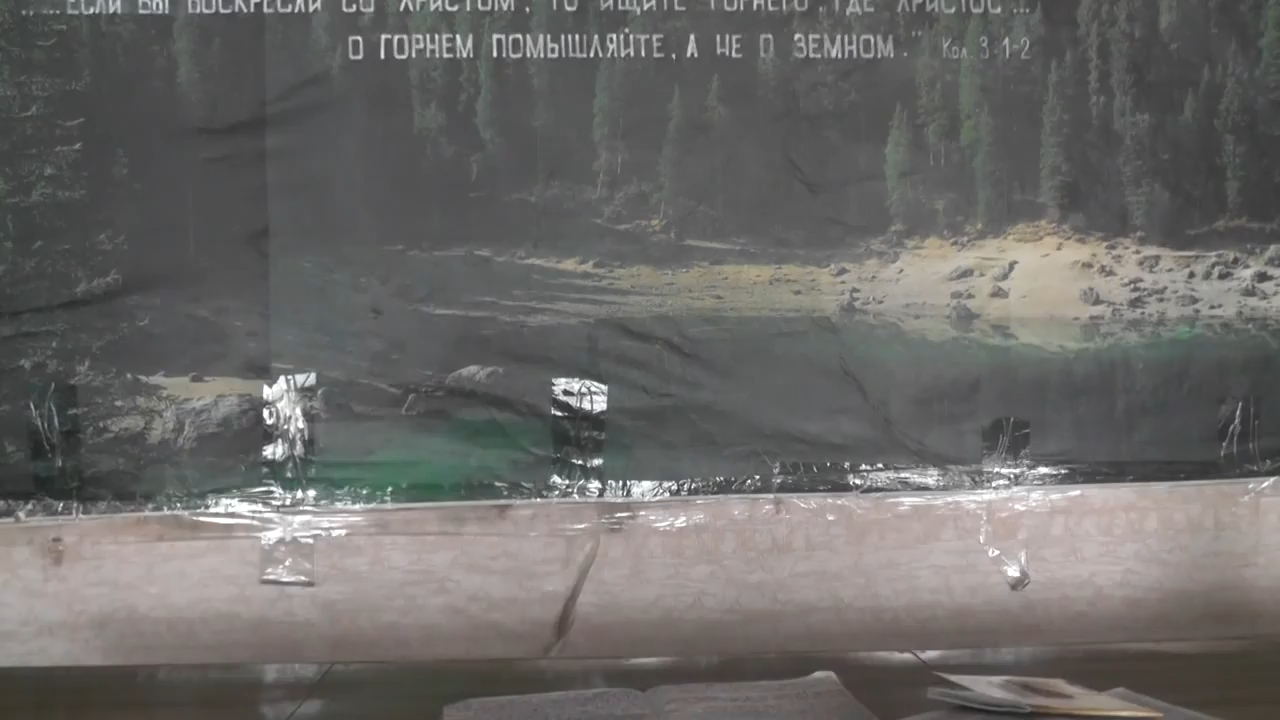 „...ЕСЛИ ВЫ ВОСКРЕСЛИ СО ХРИСТОМ, ТО ИЩИТЕ ГОРНЕГО, ГДЕ ХРИСТОС...
О ГОРНЕМ ПОМЫШЛЯЙТЕ, А НЕ О ЗЕМНОМ." Кол. 3:1-2